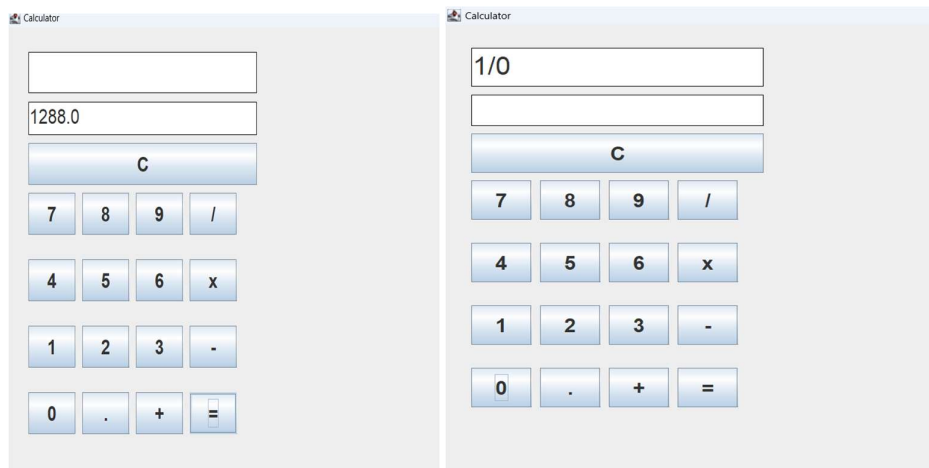 Calculator
1288.0
C
7 8 9 /
4 5 6 x
1 2 3 -
0 . + =
Calculator
1/0
C
7 8 9 /
4 5 6 x
1 2 3 -
0 . + =